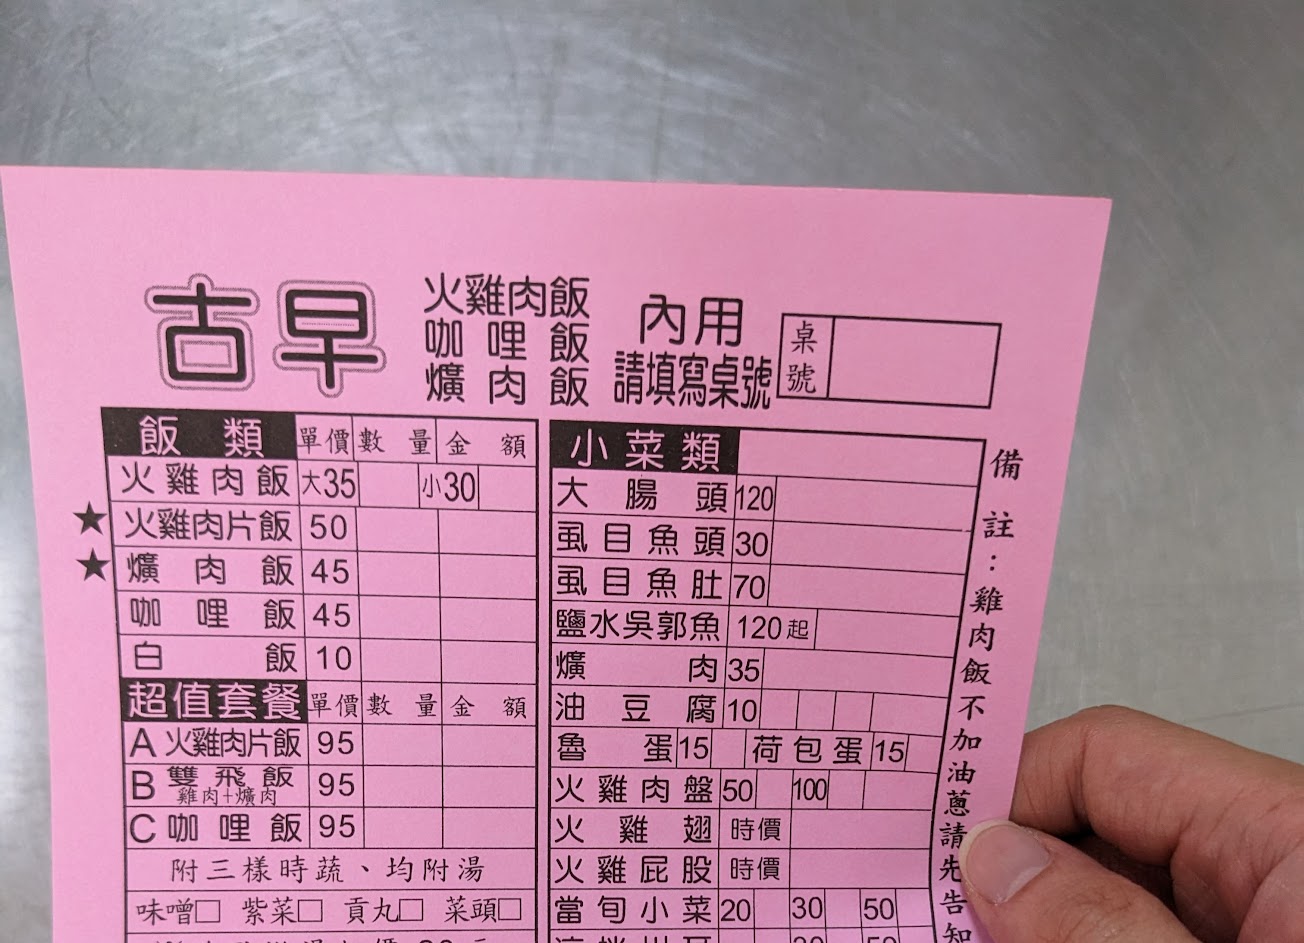 古早
火雞肉飯
咖哩飯
爌肉飯
內用
請填寫桌號
桌號
飯類 單價 數量 金額
火雞肉飯 大35 小30
★ 火雞肉片飯 50
★ 爌肉飯 45
咖哩飯 45
白飯 10
超值套餐 單價 數量 金額
A 火雞肉片飯 95
B 雙飛飯 95
雞肉+爌肉
C 咖哩飯 95
附三樣時蔬、均附湯
味噌□ 紫菜□ 貢丸□ 菜頭□
小菜類
大腸頭 120
虱目魚頭 30
虱目魚肚 70
鹽水吳郭魚 120起
爌肉 35
油豆腐 10
魯蛋 15 荷包蛋 15
火雞肉盤 50 100
火雞翅 時價
火雞屁股 時價
當旬小菜 20 30 50
備註：雞肉飯不加油蔥請先告知